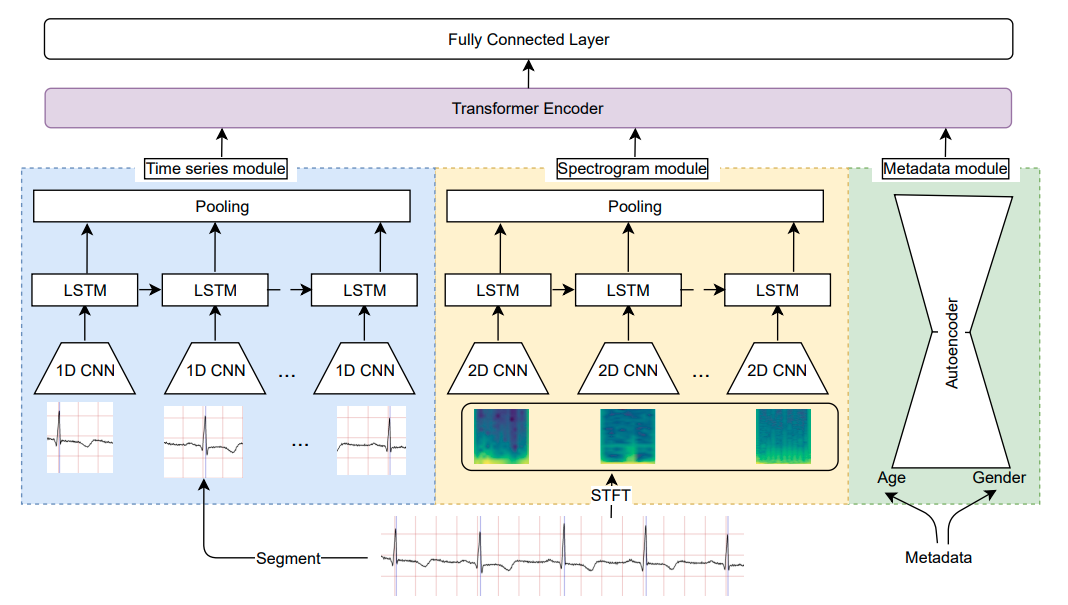 Fully Connected Layer
Transformer Encoder
Time series module
Spectrogram module
Metadata module
Pooling
Pooling
LSTM
LSTM
LSTM
LSTM
LSTM
LSTM
1D CNN
1D CNN
...
1D CNN
2D CNN
2D CNN
...
2D CNN
Autoencoder
...
Age
Gender
STFT
Segment
Metadata